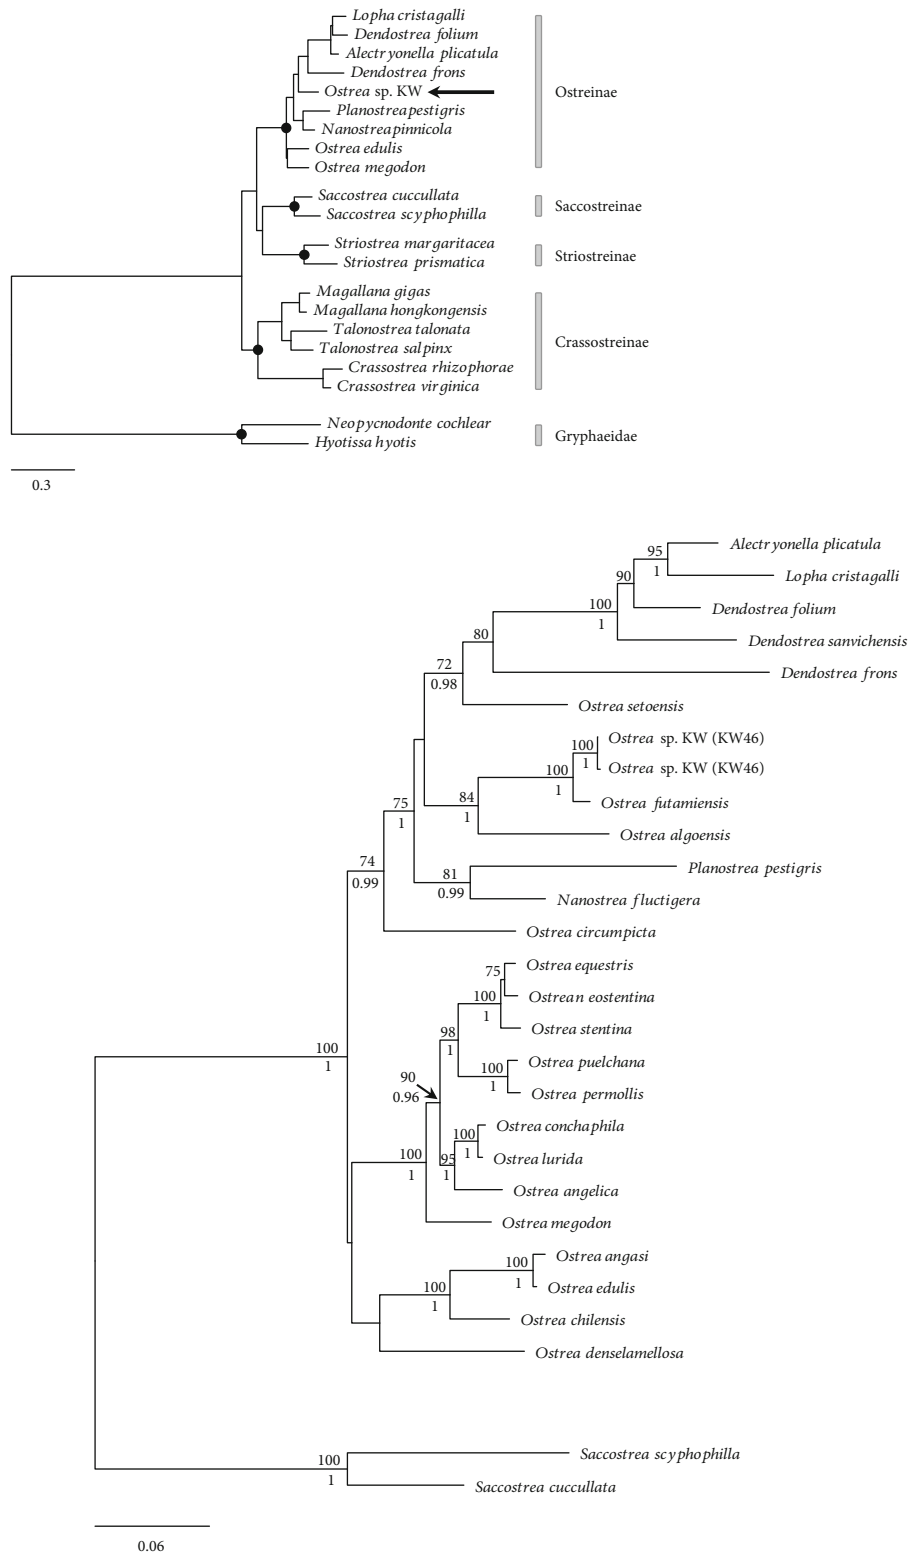 Lopha cristagalli
Dendostrea folium
Alectryonella plicatula
Dendostrea frons
Ostrea sp. KW
Planostrea pestigris
Nanostrea pinnicola
Ostrea edulis
Ostrea megodon
Ostreinae
Saccostrea cuccullata
Saccostrea scyphophilla
Saccostreinae
Striostrea margaritacea
Striostrea prismatica
Striostreinae
Magallana gigas
Magallana hongkongensis
Talonostrea talonata
Talonostrea salpinx
Crassostrea rhizophorae
Crassostrea virginica
Crassostreinae
Neopycnodonte cochlear
Hyotissa hyotis
Gryphaeidae
0.3
95
1
Alectryonella plicatula
Lopha cristagalli
90
Dendostrea folium
100
1
Dendostrea sanvichensis
80
Dendostrea frons
72
0.98
Ostrea setoensis
100
1
Ostrea sp. KW (KW46)
Ostrea sp. KW (KW46)
100
1
Ostrea futamiensis
84
1
Ostrea algoensis
75
1
81
0.99
Planostrea pestigris
Nanostrea fluctigera
74
0.99
Ostrea circumpicta
75
Ostrea equestris
Ostrean eostentina
100
1
Ostrea stentina
98
1
100
1
Ostrea puelchana
Ostrea permollis
90
0.96
100
1
Ostrea conchaphila
Ostrea lurida
95
1
Ostrea angelica
100
1
Ostrea megodon
100
1
100
1
Ostrea angasi
Ostrea edulis
100
1
Ostrea chilensis
Ostrea denselamellosa
100
1
Saccostrea scyphophilla
Saccostrea cuccullata
0.06